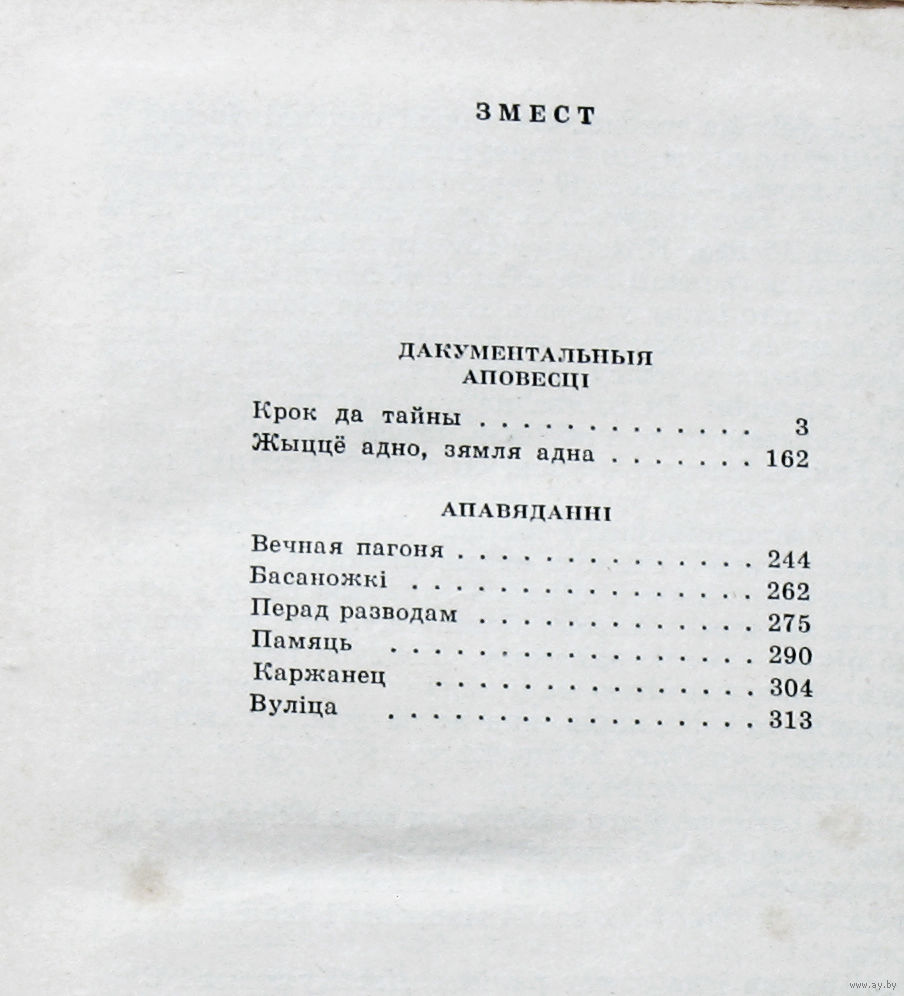 ЗМЕСТ
ДАКУМЕНТАЛЬНЫЯ
АПОВЕСЦІ
Крок да тайны . . . . . . . . . . . . . 3
Жыццё адно, зямля адна . . . . . . . 162
АПАВЯДАННІ
Вечная пагоня . . . . . . . . . . . . . . 244
Басаножкі . . . . . . . . . . . . . . . . 262
Перад разводам . . . . . . . . . . . . . 275
Памяць . . . . . . . . . . . . . . . . . 290
Каржанец . . . . . . . . . . . . . . . 304
Вуліца . . . . . . . . . . . . . . . . . 313
www.ay.by